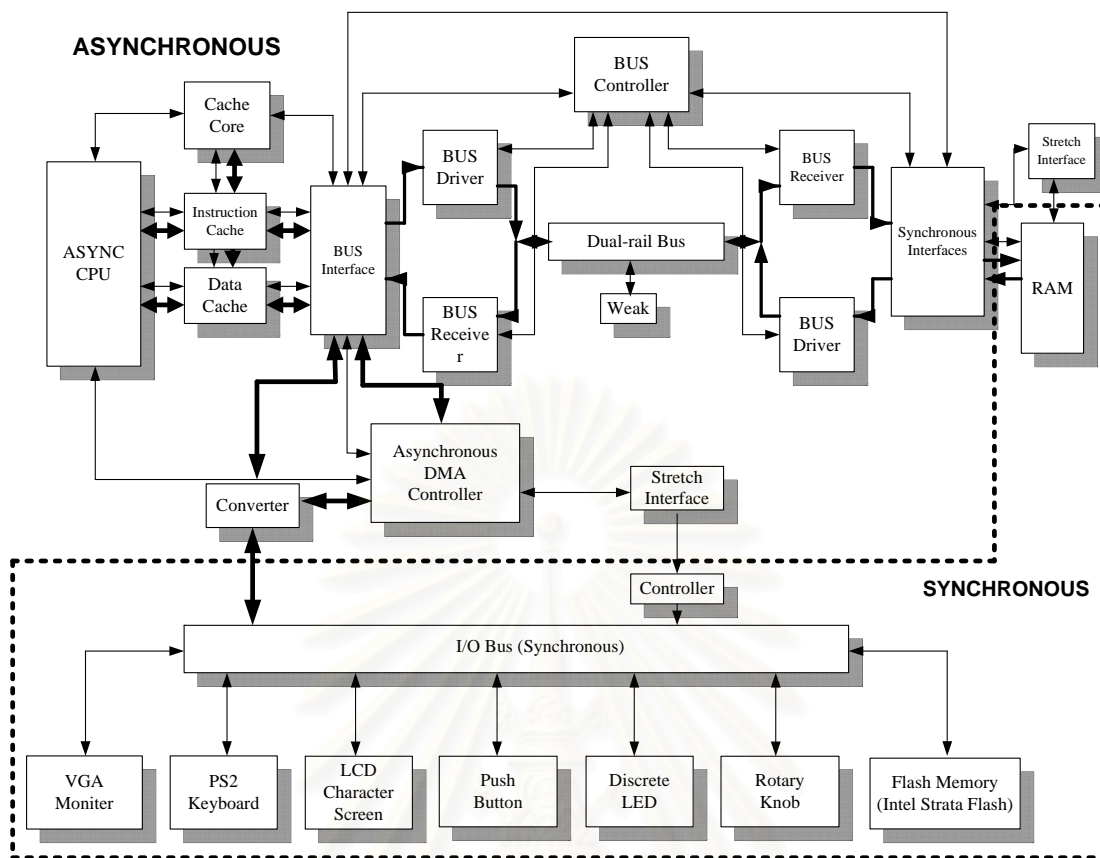 ASYNCHRONOUS
BUS
Controller
Cache
Core
BUS
Driver
BUS
Receiver
Stretch
Interface
ASYNC
CPU
Instruction
Cache
BUS
Interface
Dual-rail Bus
Synchronous
Interfaces
RAM
Data
Cache
Weak
BUS
Receive
r
BUS
Driver
Asynchronous
DMA
Controller
Stretch
Interface
Converter
Controller
SYNCHRONOUS
I/O Bus (Synchronous)
VGA
Moniter
PS2
Keyboard
LCD
Character
Screen
Push
Button
Discrete
LED
Rotary
Knob
Flash Memory
(Intel Strata Flash)